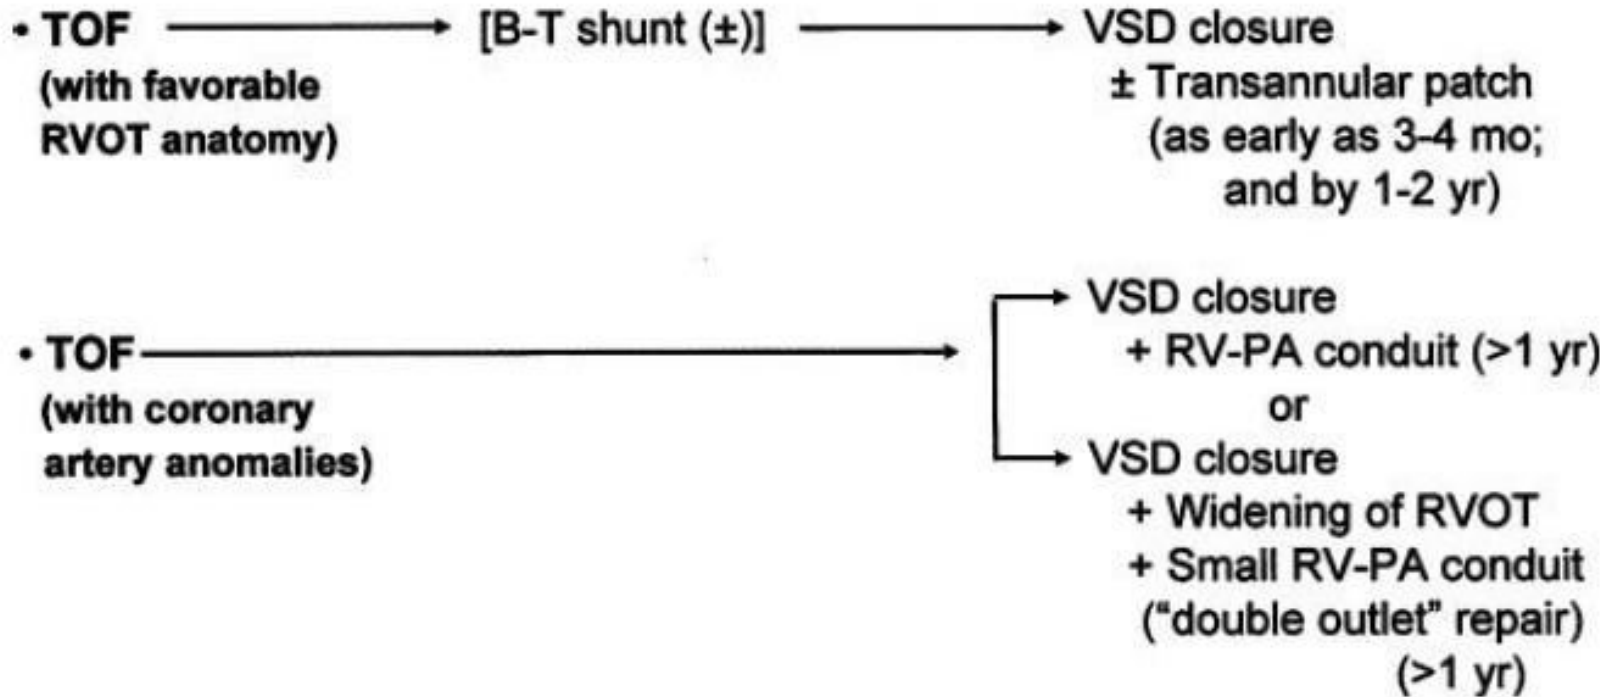 • TOF [B-T shunt (±)] VSD closure
(with favorable ± Transannular patch
RVOT anatomy) (as early as 3-4 mo;
and by 1-2 yr)
VSD closure
• TOF + RV-PA conduit (>1 yr)
(with coronary or
artery anomalies) VSD closure
+ Widening of RVOT
+ Small RV-PA conduit
(“double outlet” repair)
(>1 yr)